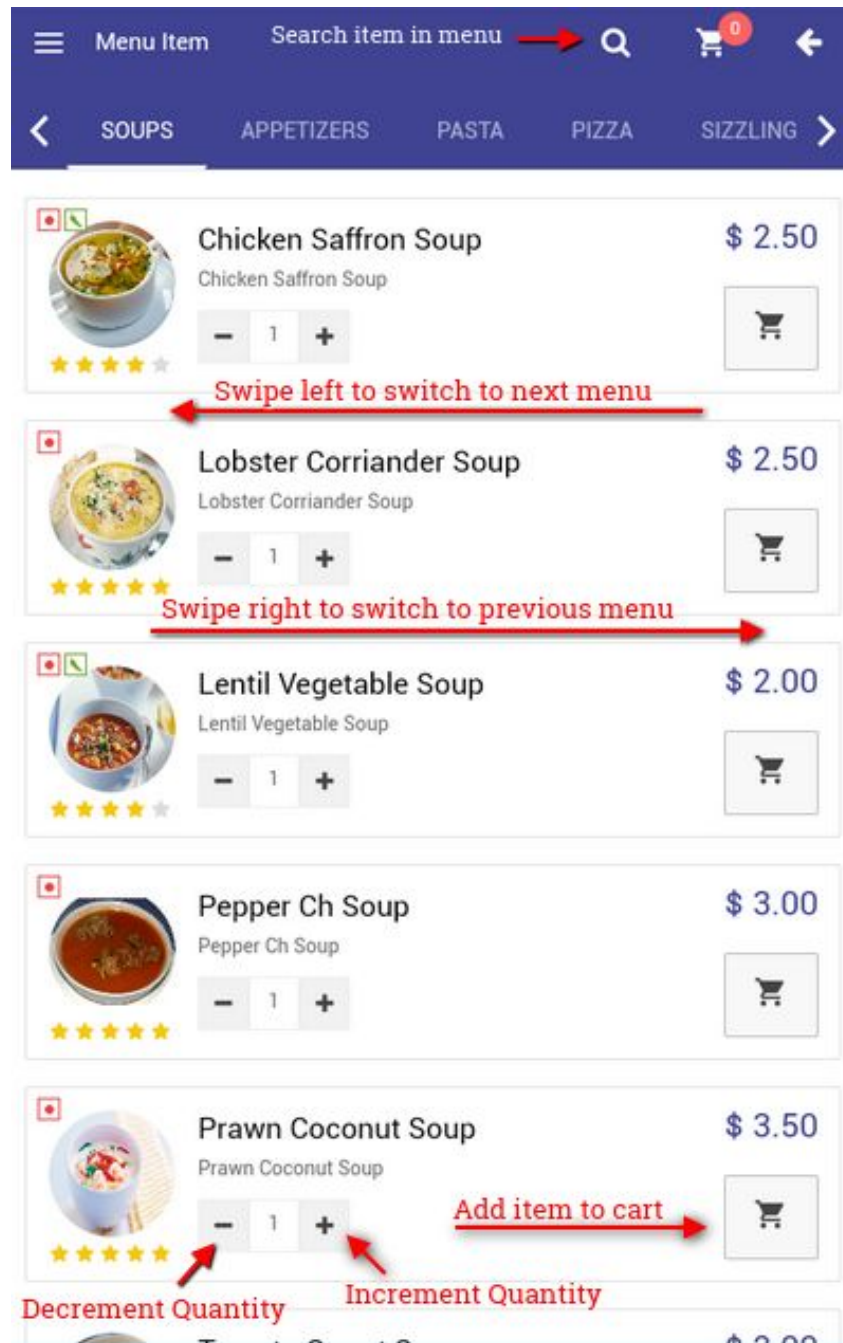 Menu Item
Search item in menu
0
SOUPS APPETIZERS PASTA PIZZA SIZZLING
Chicken Saffron Soup $ 2.50
Chicken Saffron Soup
- 1 +
Swipe left to switch to next menu
Lobster Corriander Soup $ 2.50
Lobster Corriander Soup
- 1 +
Swipe right to switch to previous menu
Lentil Vegetable Soup $ 2.00
Lentil Vegetable Soup
- 1 +
Pepper Ch Soup $ 3.00
Pepper Ch Soup
- 1 +
Prawn Coconut Soup $ 3.50
Prawn Coconut Soup
- 1 +
Add item to cart
Decrement Quantity
Increment Quantity